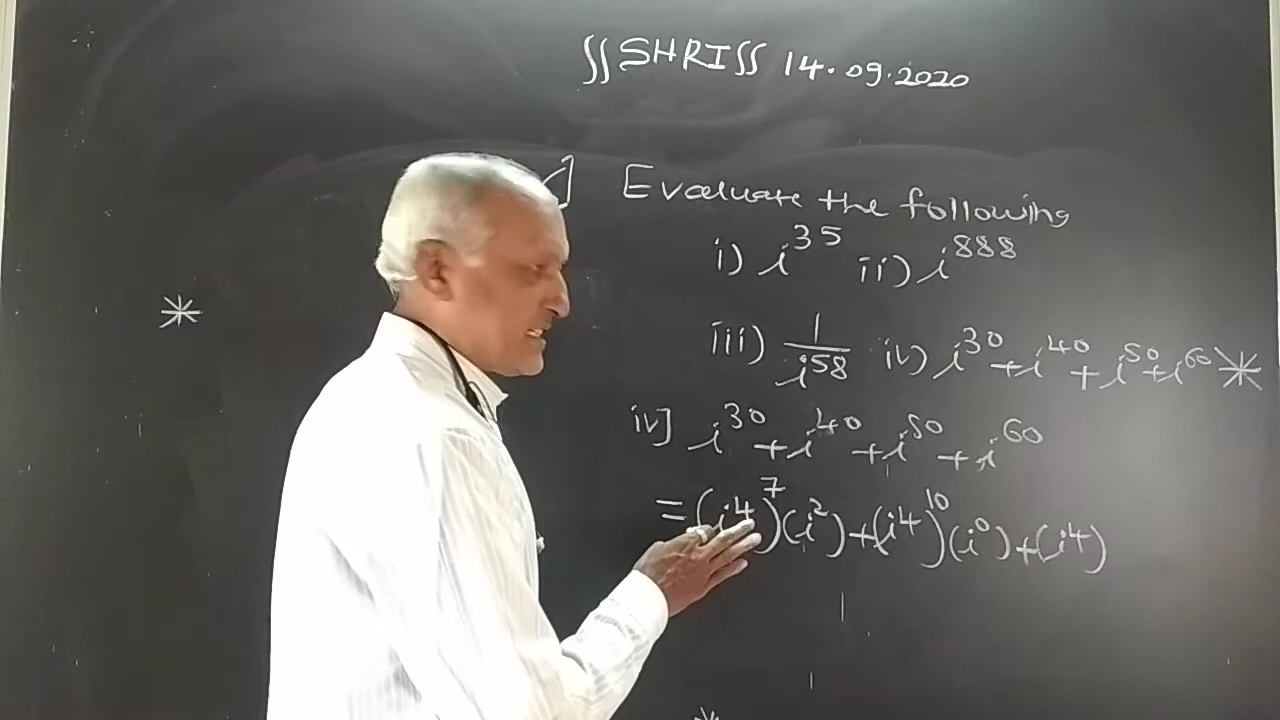 ∬ SHRI ∬ 14.09.2020
] Evaluate the following
i) i^35 ii) i^888
iii) 1/i^58 iv) i^30 + i^40 + i^50 + i^60
iv] i^30 + i^40 + i^50 + i^60
= (i^4)^7 (i^2) + (i^4)^10 (i^0) + (i^4)